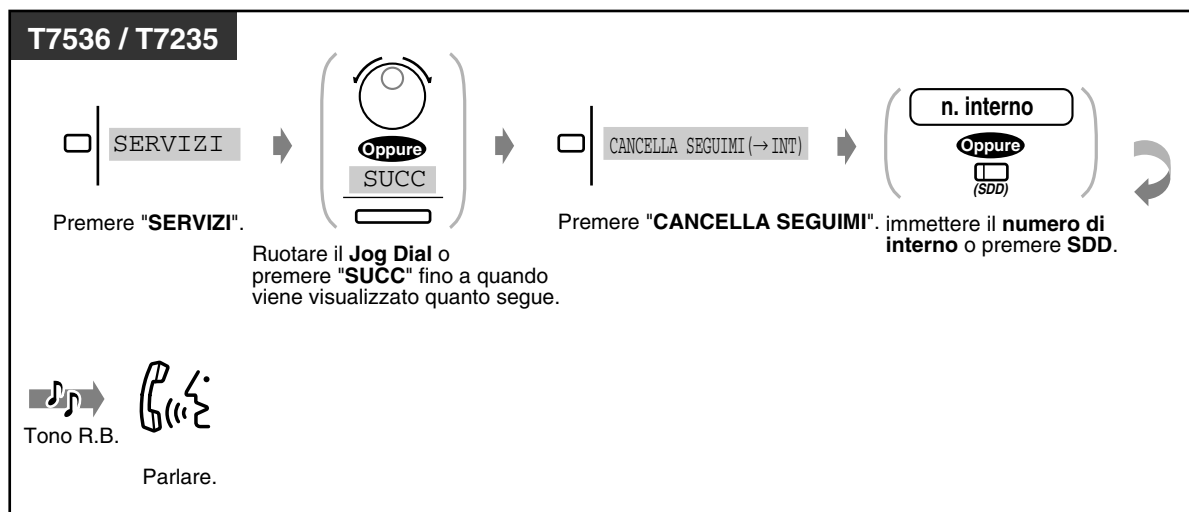 T7536 / T7235
SERVIZI
Oppure
SUCC
CANCELLA SEGUIMI (→ INT)
n. interno
Oppure
(SDD)
Premere "SERVIZI".
Ruotare il Jog Dial o
premere "SUCC" fino a quando
viene visualizzato quanto segue.
Premere "CANCELLA SEGUIMI".
immettere il numero di
interno o premere SDD.
Tono R.B.
Parlare.